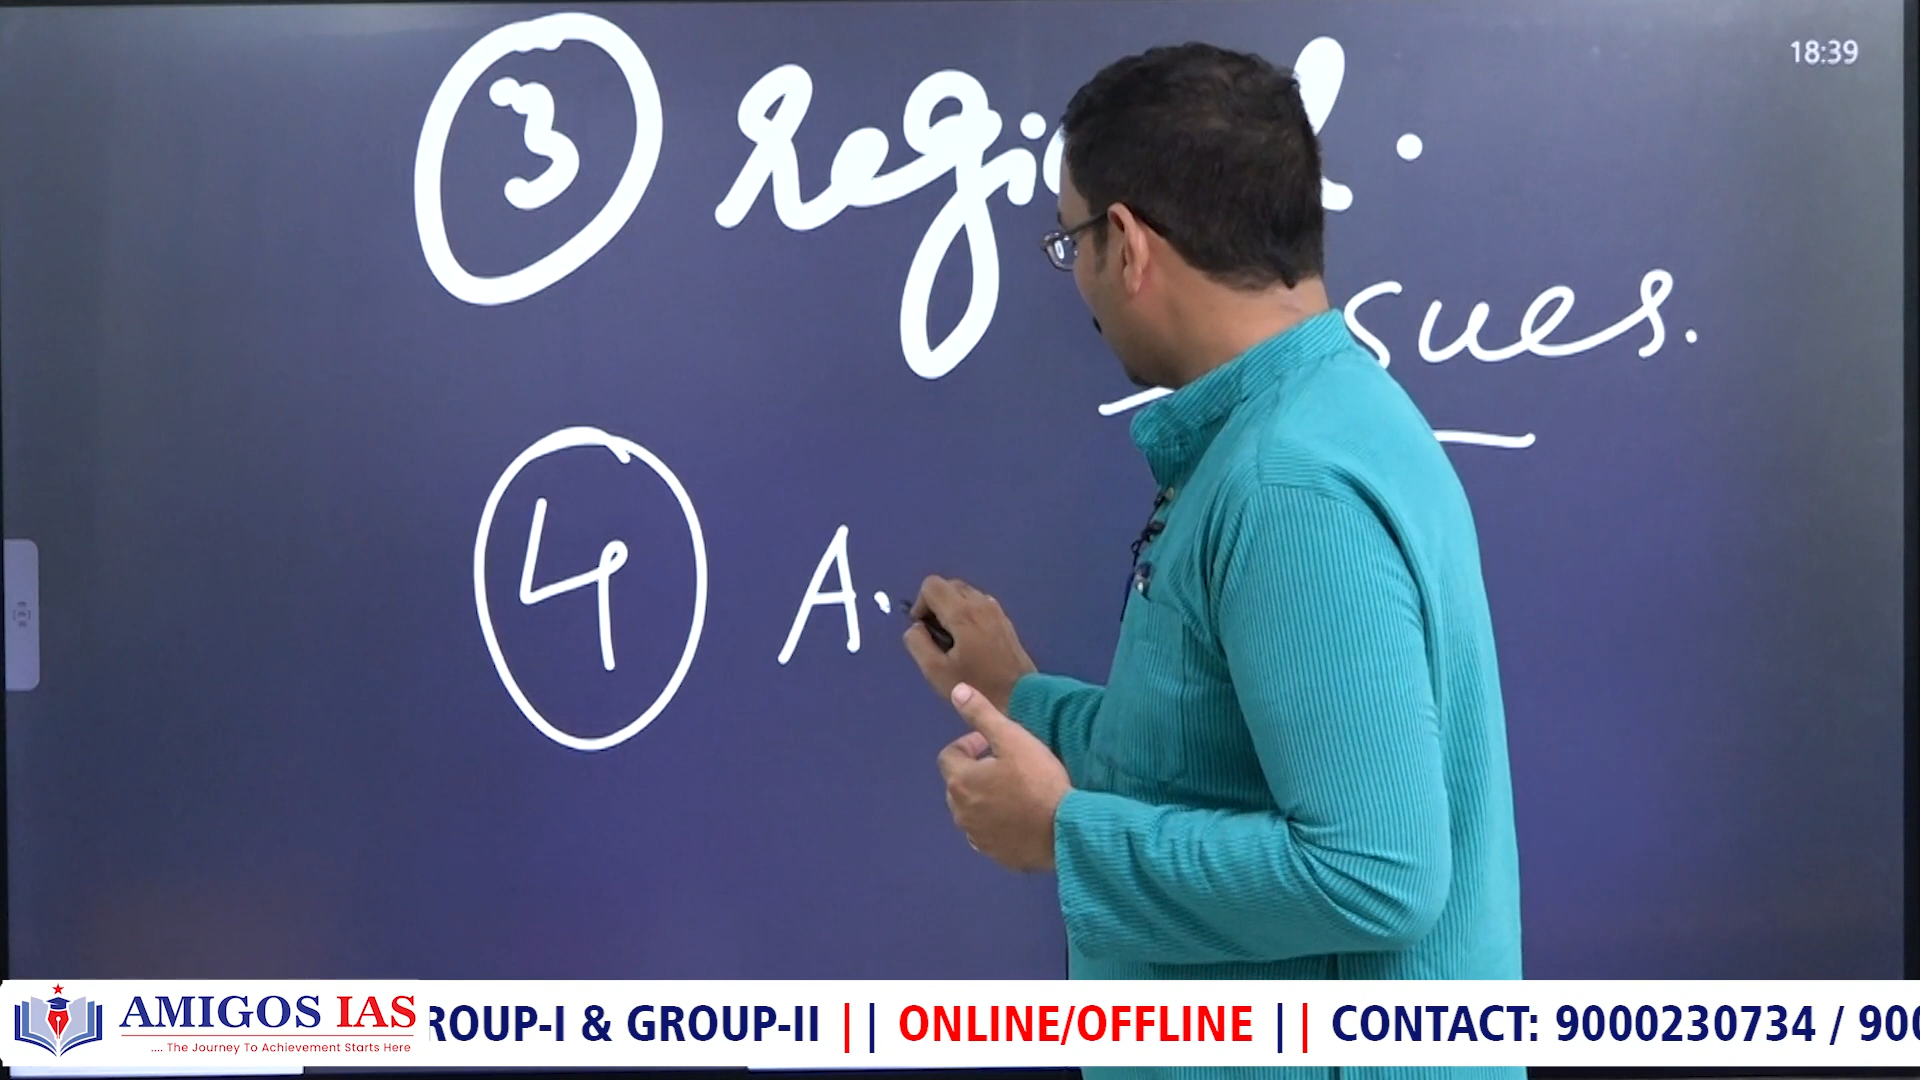 18:39
③ Regi l.
sues.
④ A.
AMIGOS IAS
.... The Journey To Achievement Starts Here
ROUP-I & GROUP-II || ONLINE/OFFLINE || CONTACT: 9000230734 / 900